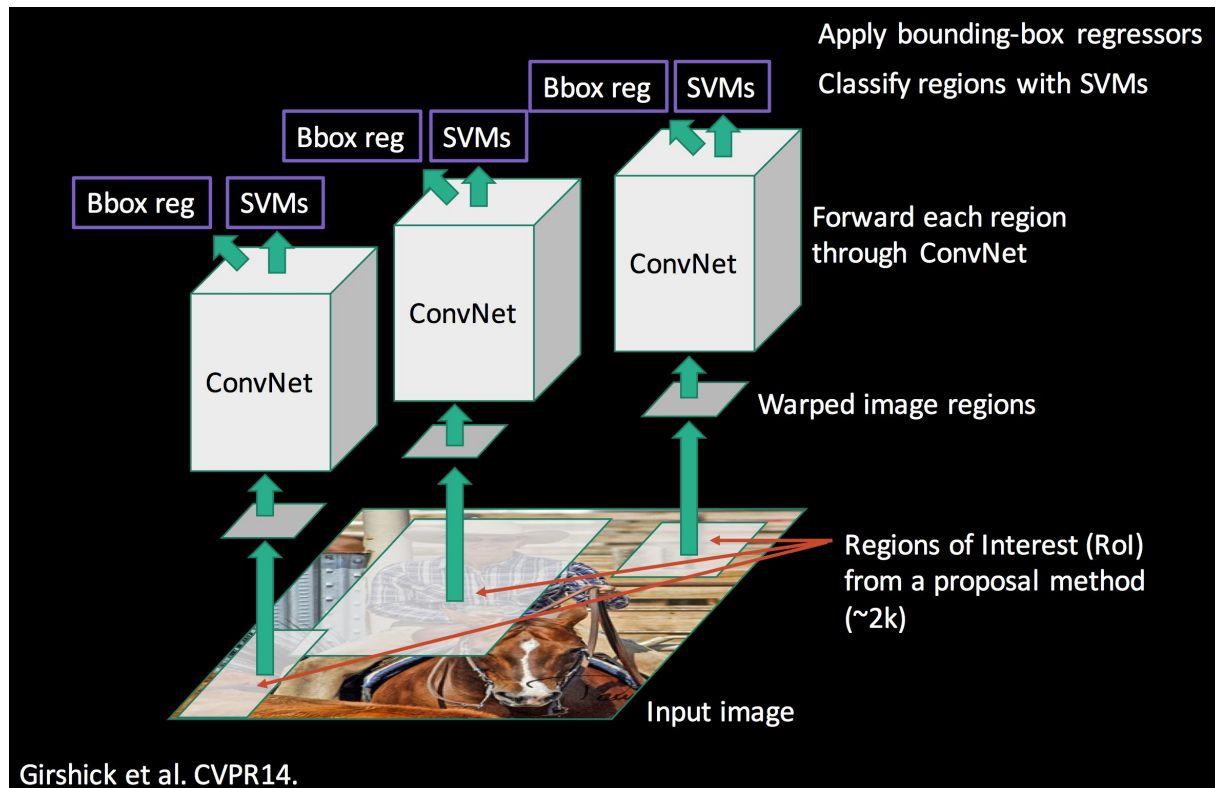 Apply bounding-box regressors
Bbox reg
SVMs
Classify regions with SVMs
Bbox reg
SVMs
Bbox reg
SVMs
Forward each region
through ConvNet
ConvNet
ConvNet
ConvNet
Warped image regions
Regions of Interest (RoI)
from a proposal method
(~2k)
Input image
Girshick et al. CVPR14.